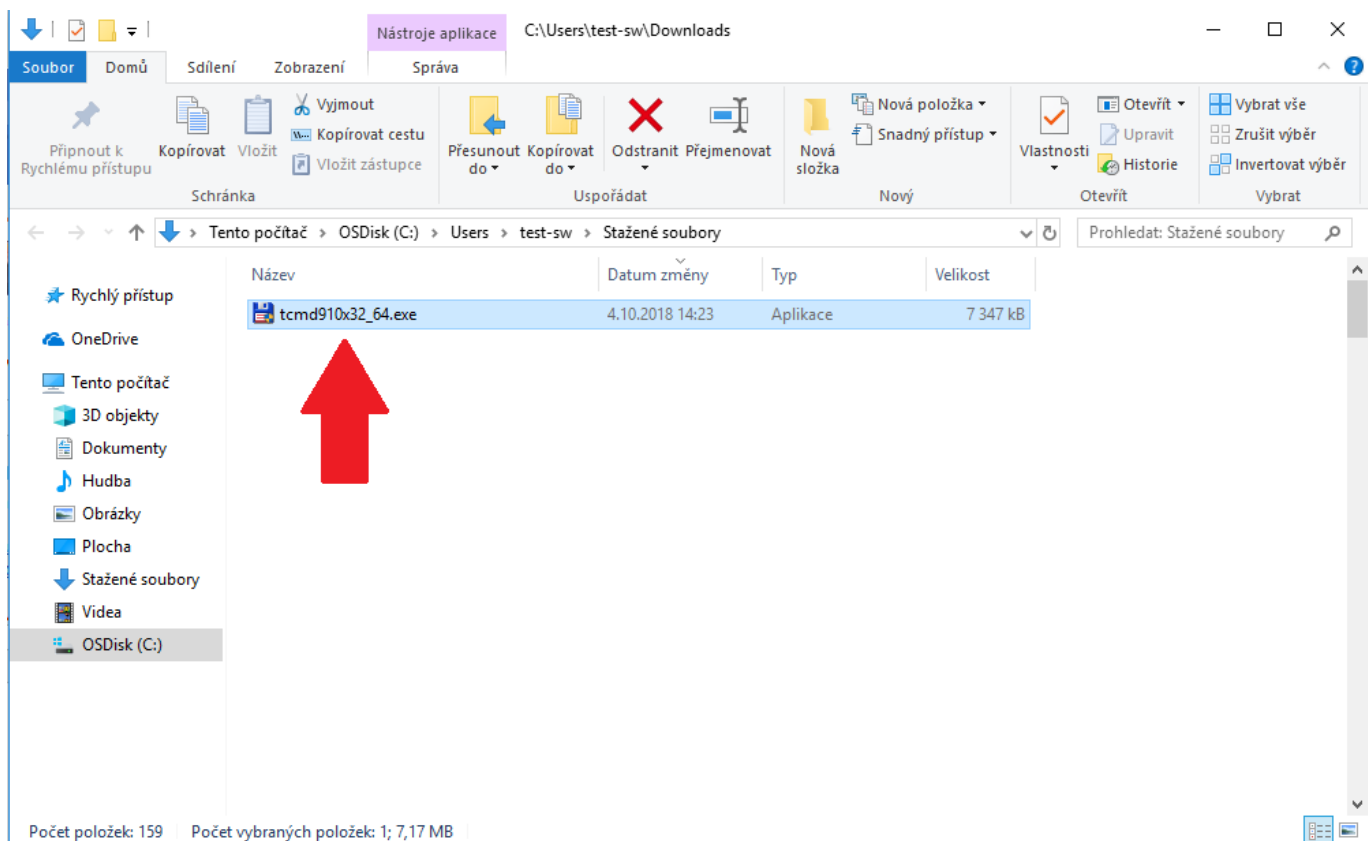 Nástroje aplikace C:\Users\test-sw\Downloads
Soubor Domů Sdílení Zobrazení Správa
Připnout k Rychlému přístupu
Kopírovat
Vložit
Vyjmout
Kopírovat cestu
Vložit zástupce
Schránka
Přesunout do
Kopírovat do
Odstranit
Přejmenovat
Uspořádat
Nová složka
Nová položka
Snadný přístup
Nový
Vlastnosti
Otevřít
Upravit
Historie
Otevřít
Vybrat vše
Zrušit výběr
Invertovat výběr
Vybrat
Tento počítač › OSDisk (C:) › Users › test-sw › Stažené soubory
Prohledat: Stažené soubory
Název Datum změny Typ Velikost
tcmd910x32_64.exe 4.10.2018 14:23 Aplikace 7 347 kB
Rychlý přístup
OneDrive
Tento počítač
3D objekty
Dokumenty
Hudba
Obrázky
Plocha
Stažené soubory
Videa
OSDisk (C:)
Počet položek: 159 Počet vybraných položek: 1; 7,17 MB